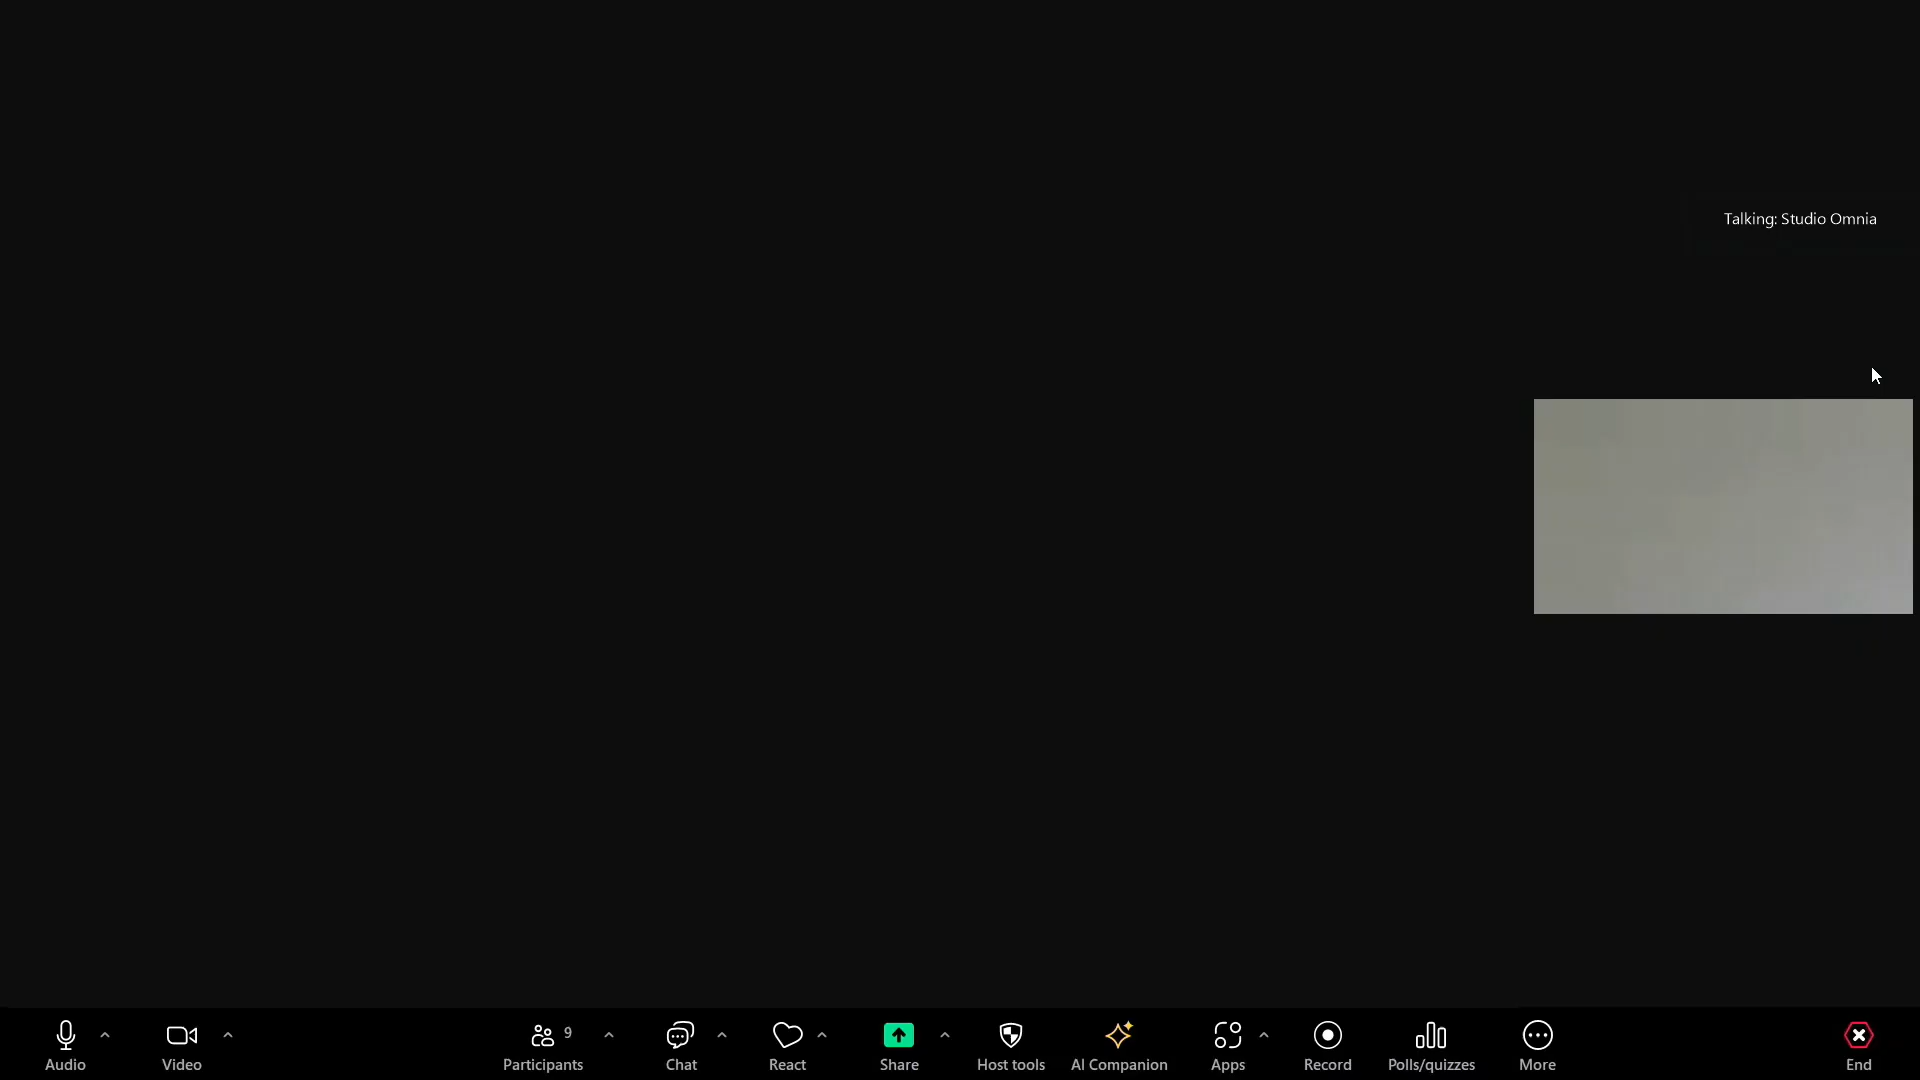 Talking: Studio Omnia
Audio
Video
Participants
9
Chat
React
Share
Host tools
AI Companion
Apps
Record
Polls/quizzes
More
End